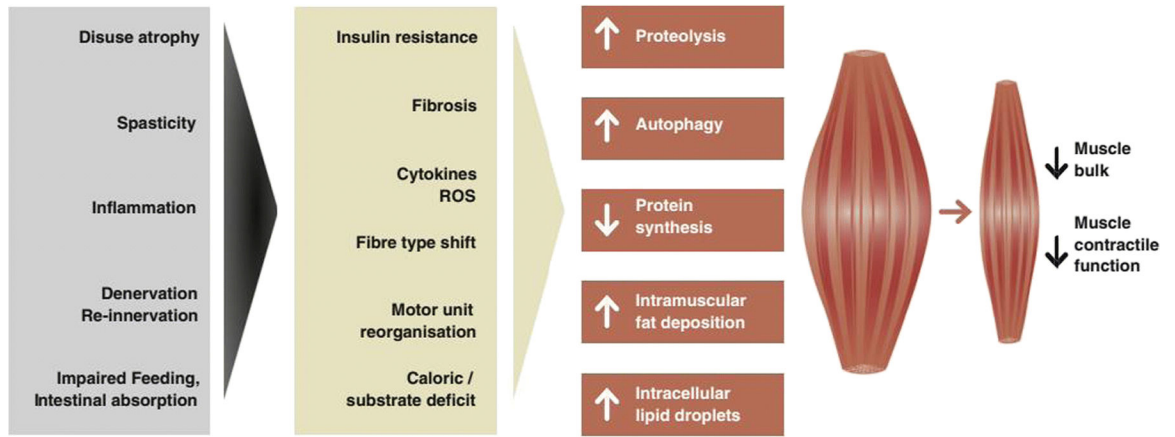 Disuse atrophy
Spasticity
Inflammation
Denervation
Re-innervation
Impaired Feeding,
Intestinal absorption
Insulin resistance
Fibrosis
Cytokines
ROS
Fibre type shift
Motor unit
reorganisation
Caloric /
substrate deficit
Proteolysis
Autophagy
Protein
synthesis
Intramuscular
fat deposition
Intracellular
lipid droplets
Muscle
bulk
Muscle
contractile
function